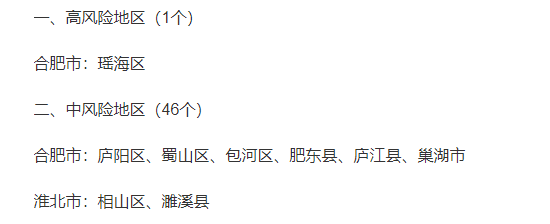 一、高风险地区（1个）
合肥市：瑶海区
二、中风险地区（46个）
合肥市：庐阳区、蜀山区、包河区、肥东县、庐江县、巢湖市
淮北市：相山区、濉溪县